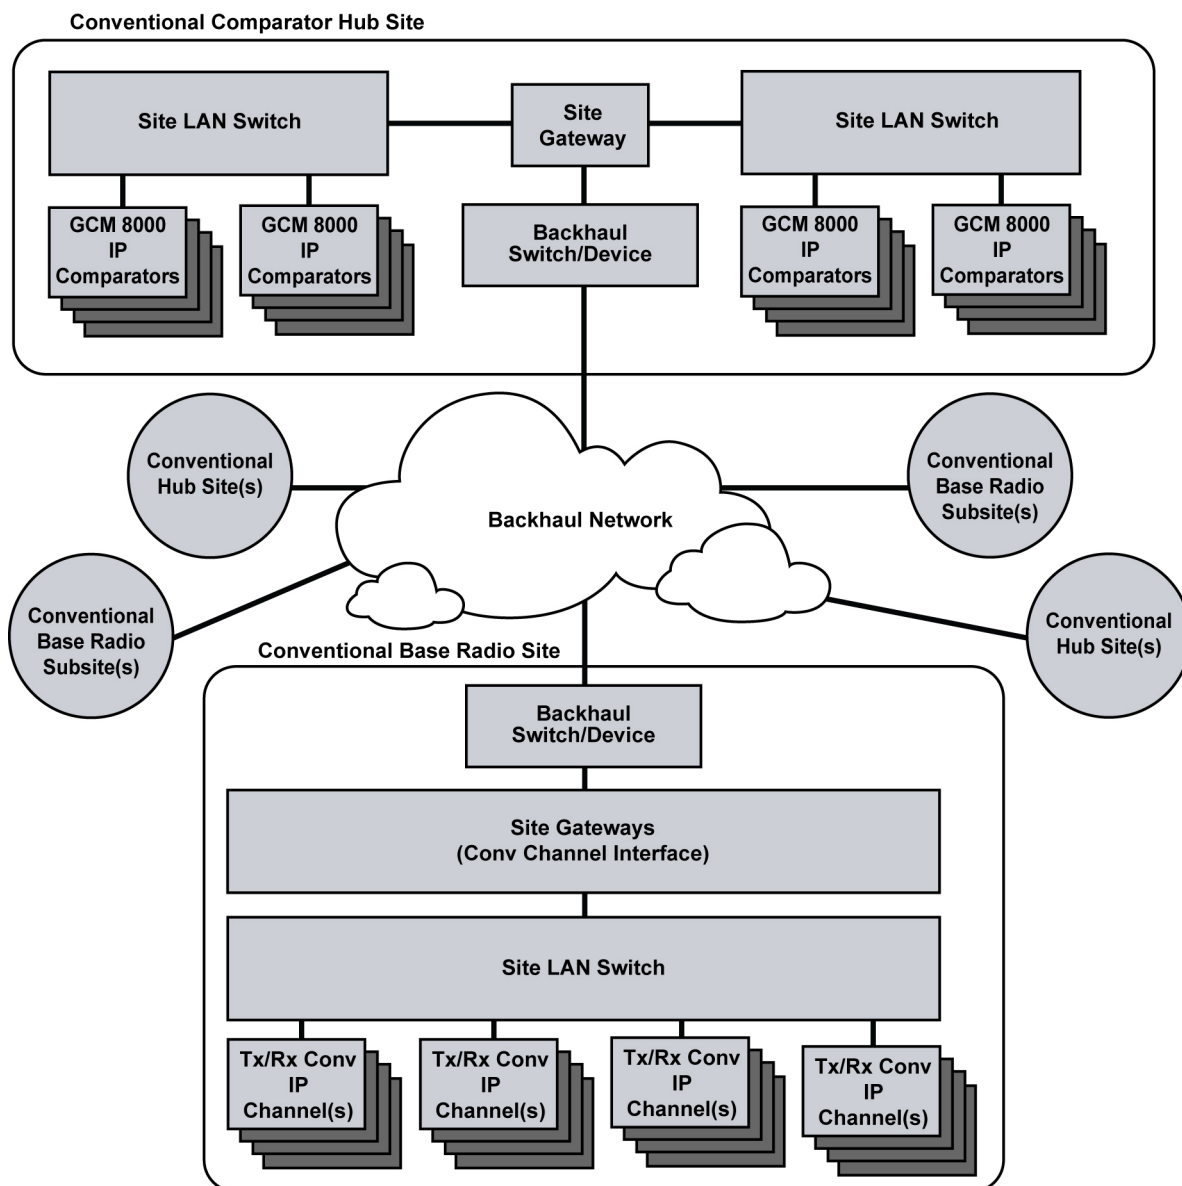 Conventional Comparator Hub Site
Site LAN Switch
Site
Gateway
Site LAN Switch
GCM 8000
IP
Comparators
GCM 8000
IP
Comparators
Backhaul
Switch/Device
GCM 8000
IP
Comparators
GCM 8000
IP
Comparators
Conventional
Hub Site(s)
Backhaul Network
Conventional
Base Radio
Subsite(s)
Conventional
Base Radio
Subsite(s)
Conventional
Hub Site(s)
Conventional Base Radio Site
Backhaul
Switch/Device
Site Gateways
(Conv Channel Interface)
Site LAN Switch
Tx/Rx Conv
IP
Channel(s)
Tx/Rx Conv
IP
Channel(s)
Tx/Rx Conv
IP
Channel(s)
Tx/Rx Conv
IP
Channel(s)